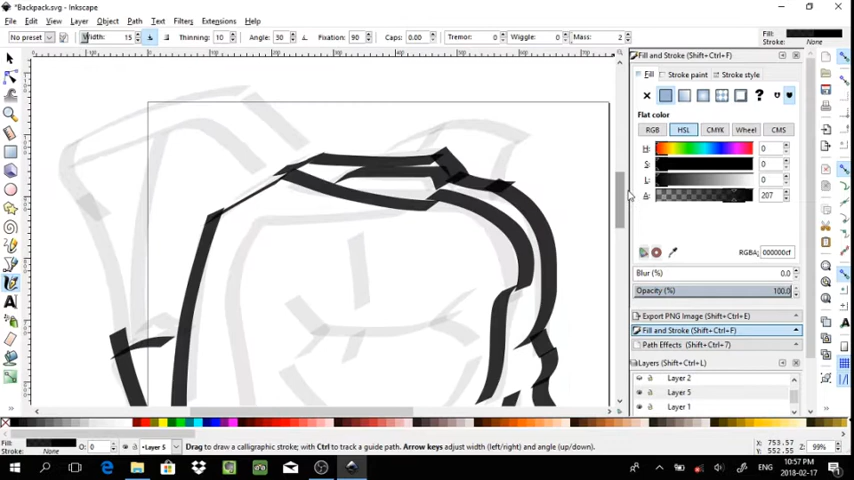 *Backpack.svg - Inkscape
File Edit View Layer Object Path Text Filters Extensions Help
No preset Width: 15 Thinning: 10 Angle: 30 Fixation: 90 Caps: 0.00 Tremor: 0 Wiggle: 0 Mass: 2 Fill: Stroke: None
Fill and Stroke (Shift+Ctrl+F)
Fill Stroke paint Stroke style
?
Flat color
RGB HSL CMYK Wheel CMS
H: 0
S: 0
L: 0
A: 207
RGBA: 000000cf
Blur (%) 0.0
Opacity (%) 100.0
Export PNG Image (Shift+Ctrl+E)
Fill and Stroke (Shift+Ctrl+F)
Path Effects (Shift+Ctrl+7)
Layers (Shift+Ctrl+L)
Layer 2
Layer 5
Layer 1
Fill:
Stroke: None
O: 0 Layer 5 Drag to draw a calligraphic stroke; with Ctrl to track a guide path. Arrow keys adjust width (left/right) and angle (up/down). X: 753.57 Y: 552.55 Z: 99%
ENG 10:57 PM
2018-02-17